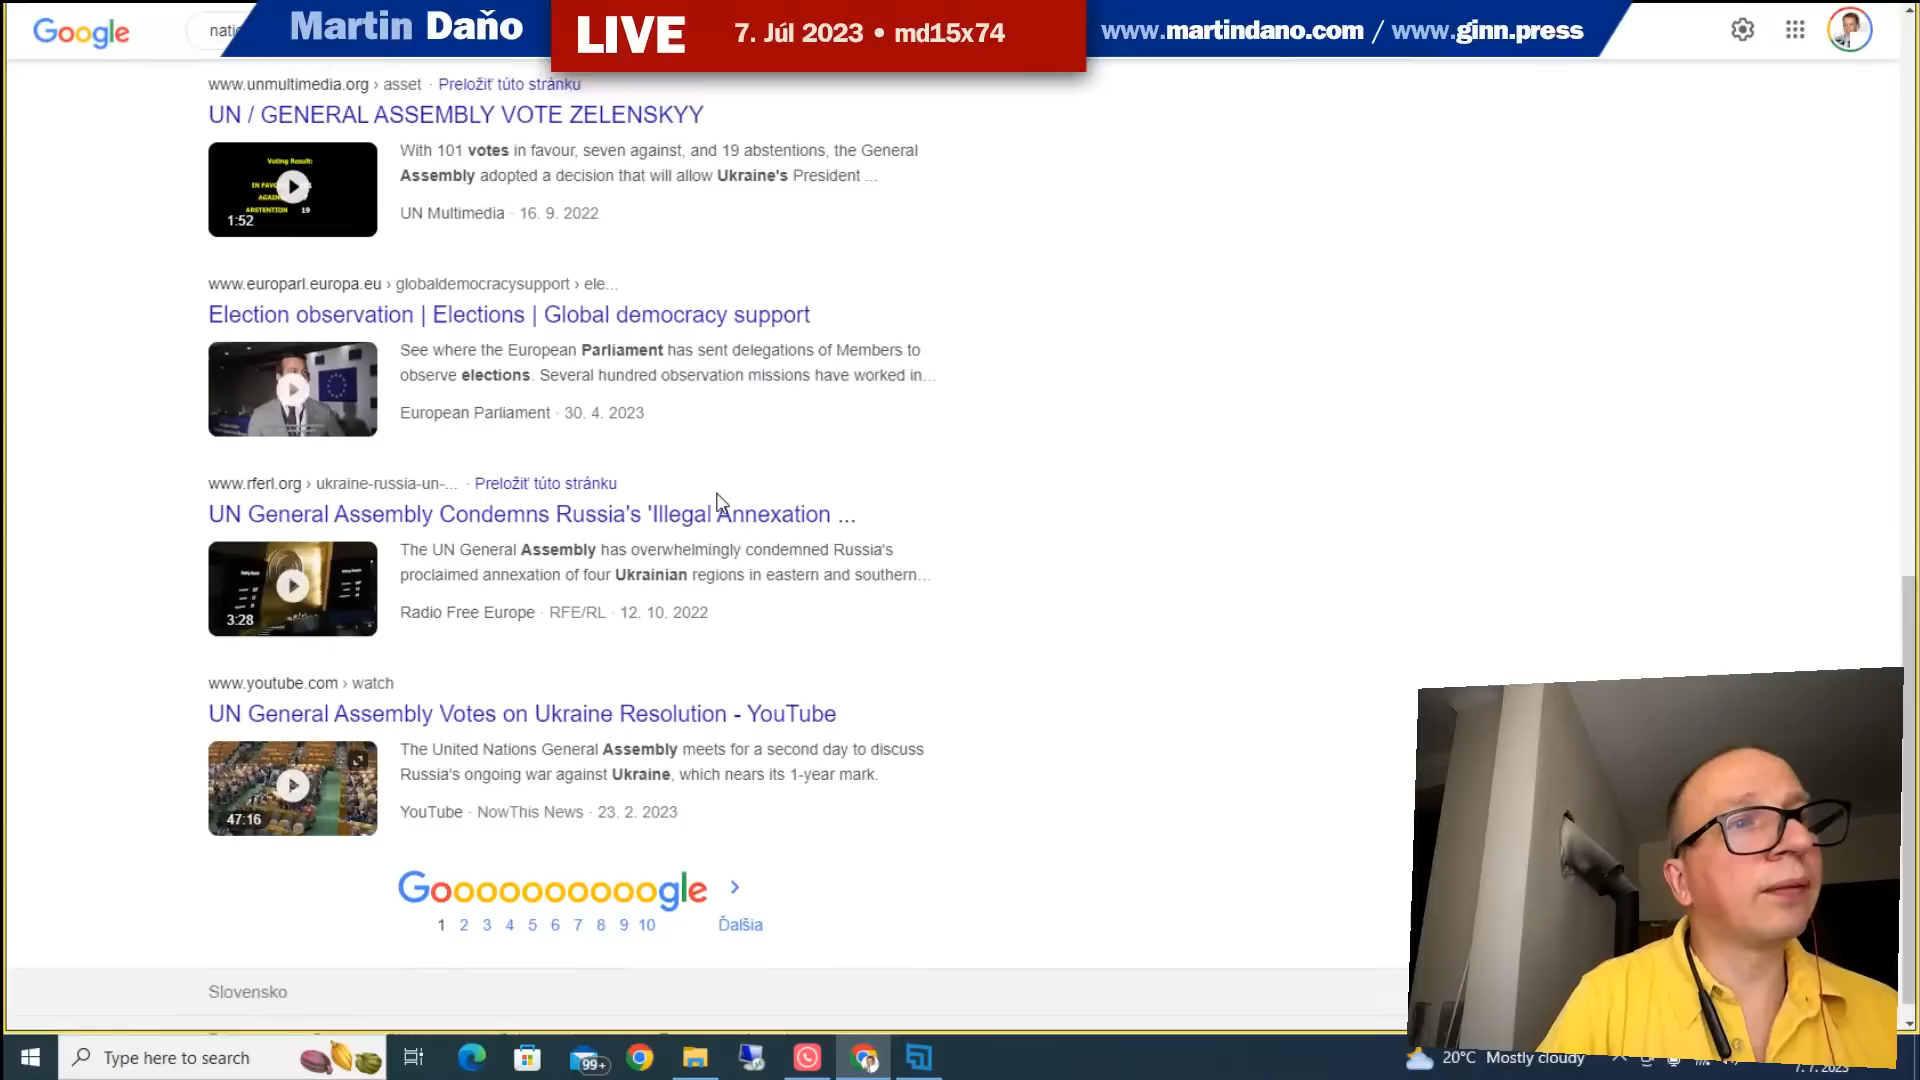 Google
Martin Daňo
LIVE
7. Júl 2023 • md15x74
www.martindano.com / www.ginn.press
www.unmultimedia.org › asset · Preložiť túto stránku
UN / GENERAL ASSEMBLY VOTE ZELENSKYY
Voting Result:
ABSTENTION 19
1:52
With 101 votes in favour, seven against, and 19 abstentions, the General
Assembly adopted a decision that will allow Ukraine's President ...
UN Multimedia · 16. 9. 2022
www.europarl.europa.eu › globaldemocracysupport › ele...
Election observation | Elections | Global democracy support
See where the European Parliament has sent delegations of Members to
observe elections. Several hundred observation missions have worked in...
European Parliament · 30. 4. 2023
www.rferl.org › ukraine-russia-un-... · Preložiť túto stránku
UN General Assembly Condemns Russia's 'Illegal Annexation ...
3:28
The UN General Assembly has overwhelmingly condemned Russia's
proclaimed annexation of four Ukrainian regions in eastern and southern...
Radio Free Europe · RFE/RL · 12. 10. 2022
www.youtube.com › watch
UN General Assembly Votes on Ukraine Resolution - YouTube
47:16
The United Nations General Assembly meets for a second day to discuss
Russia's ongoing war against Ukraine, which nears its 1-year mark.
YouTube · NowThis News · 23. 2. 2023
Goooooooooogle >
1 2 3 4 5 6 7 8 9 10 Ďalšia
Slovensko
Type here to search
99+
20°C Mostly cloudy
7. 7. 2023